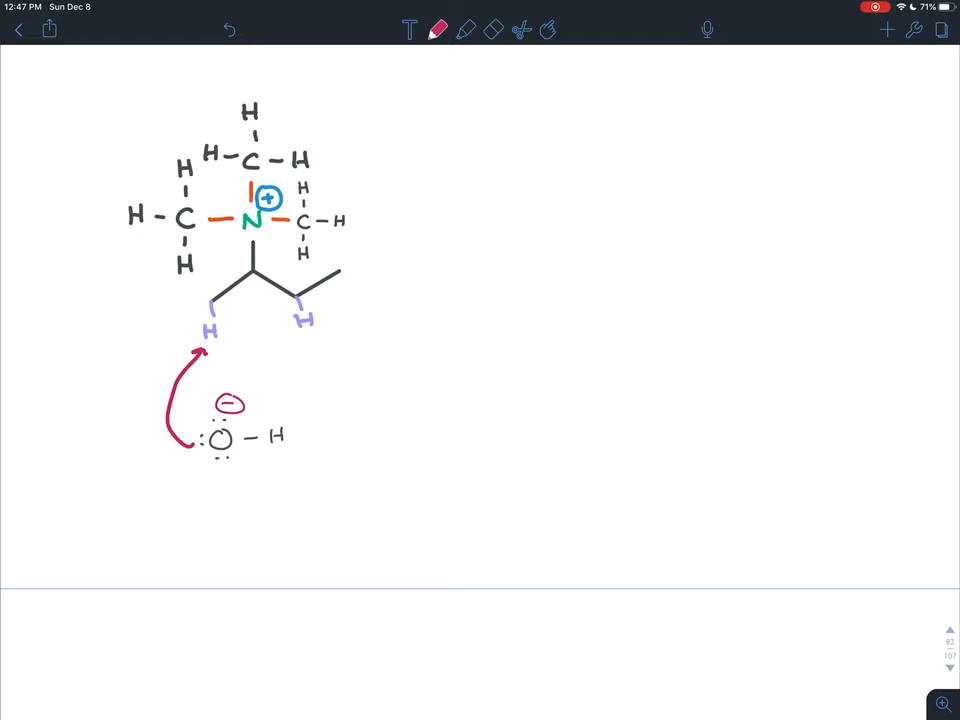 12:47 PM Sun Dec 8
71%
T
H
H – C – H
H
H
H – C – N – C – H
+
H
H
H
H
−
:O – H
82
107